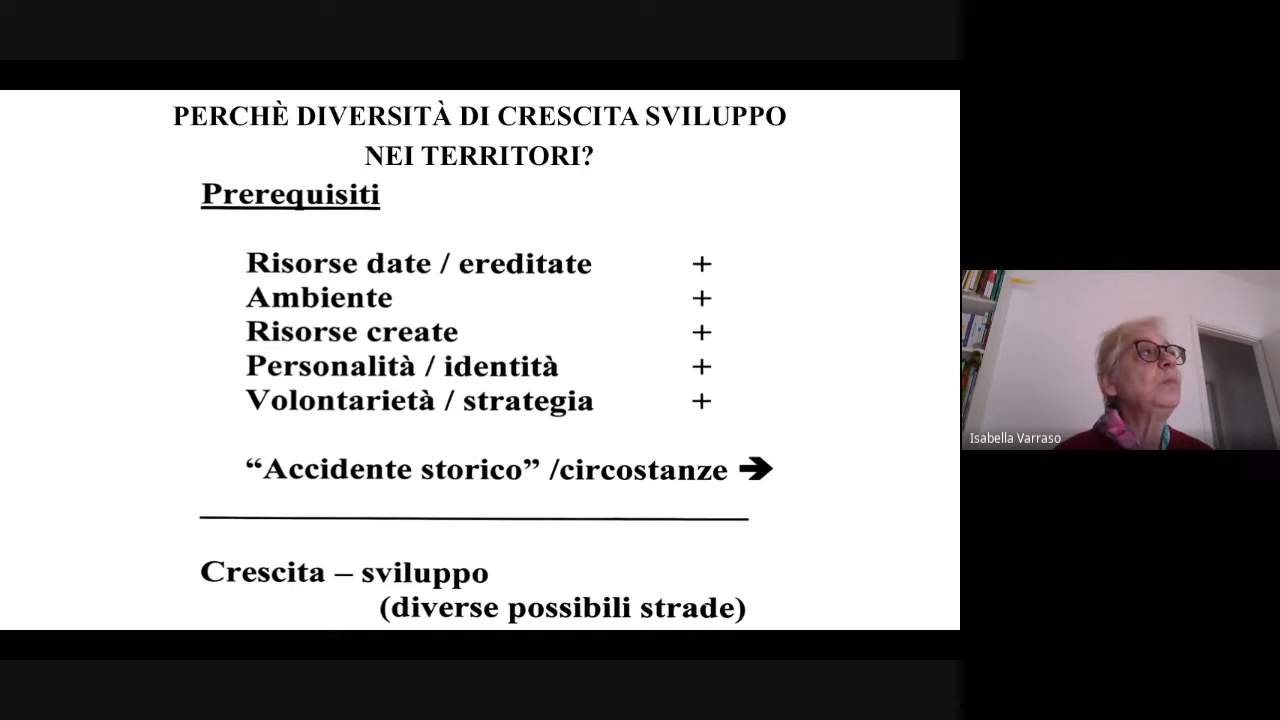 PERCHÈ DIVERSITÀ DI CRESCITA SVILUPPO
NEI TERRITORI?
Prerequisiti
Risorse date / ereditate +
Ambiente +
Risorse create +
Personalità / identità +
Volontarietà / strategia +
“Accidente storico” /circostanze ➔
Crescita – sviluppo
(diverse possibili strade)
Isabella Varraso